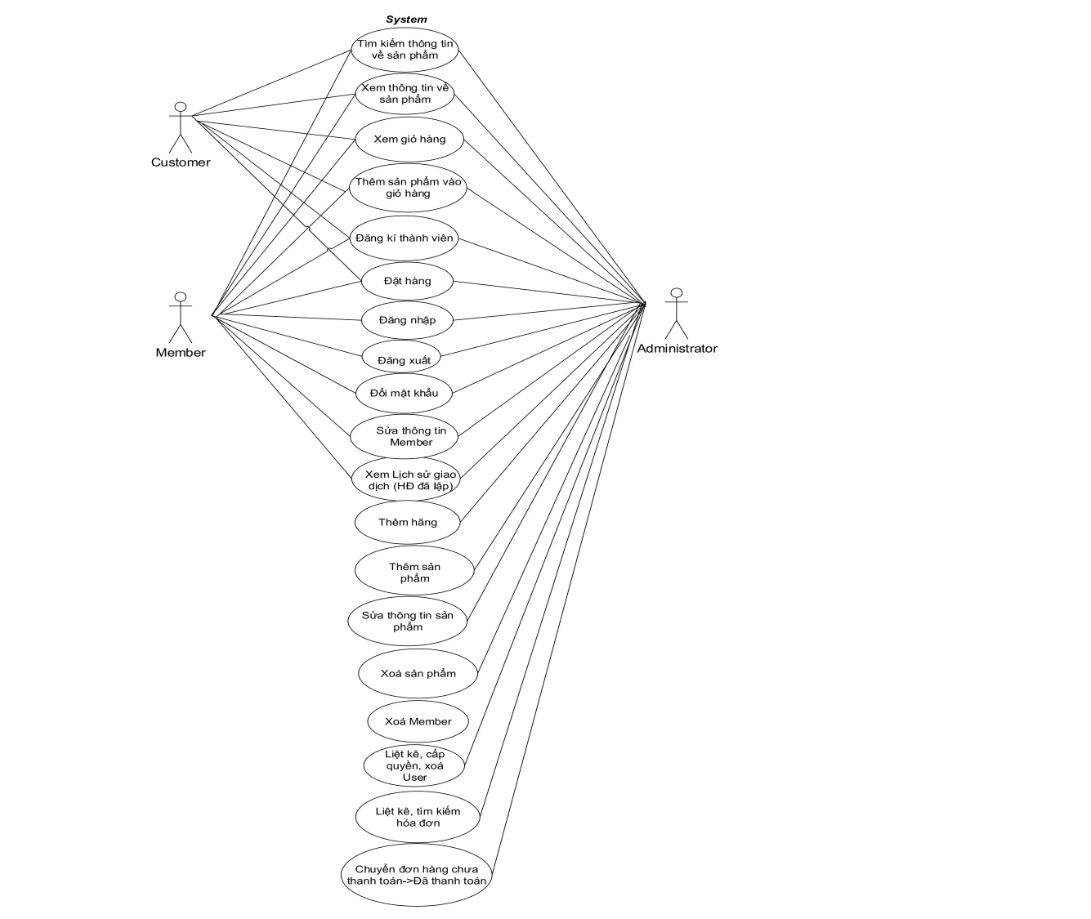 System
Tìm kiếm thông tin
về sản phẩm
Xem thông tin về
sản phẩm
Xem giỏ hàng
Thêm sản phẩm vào
giỏ hàng
Đăng kí thành viên
Đặt hàng
Đăng nhập
Đăng xuất
Đổi mật khẩu
Sửa thông tin
Member
Xem Lịch sử giao
dịch (HĐ đã lập)
Thêm hãng
Thêm sản
phẩm
Sửa thông tin sản
phẩm
Xoá sản phẩm
Xoá Member
Liệt kê, cấp
quyền, xoá
User
Liệt kê, tìm kiếm
hóa đơn
Chuyển đơn hàng chưa
thanh toán->Đã thanh toán
Customer
Member
Administrator